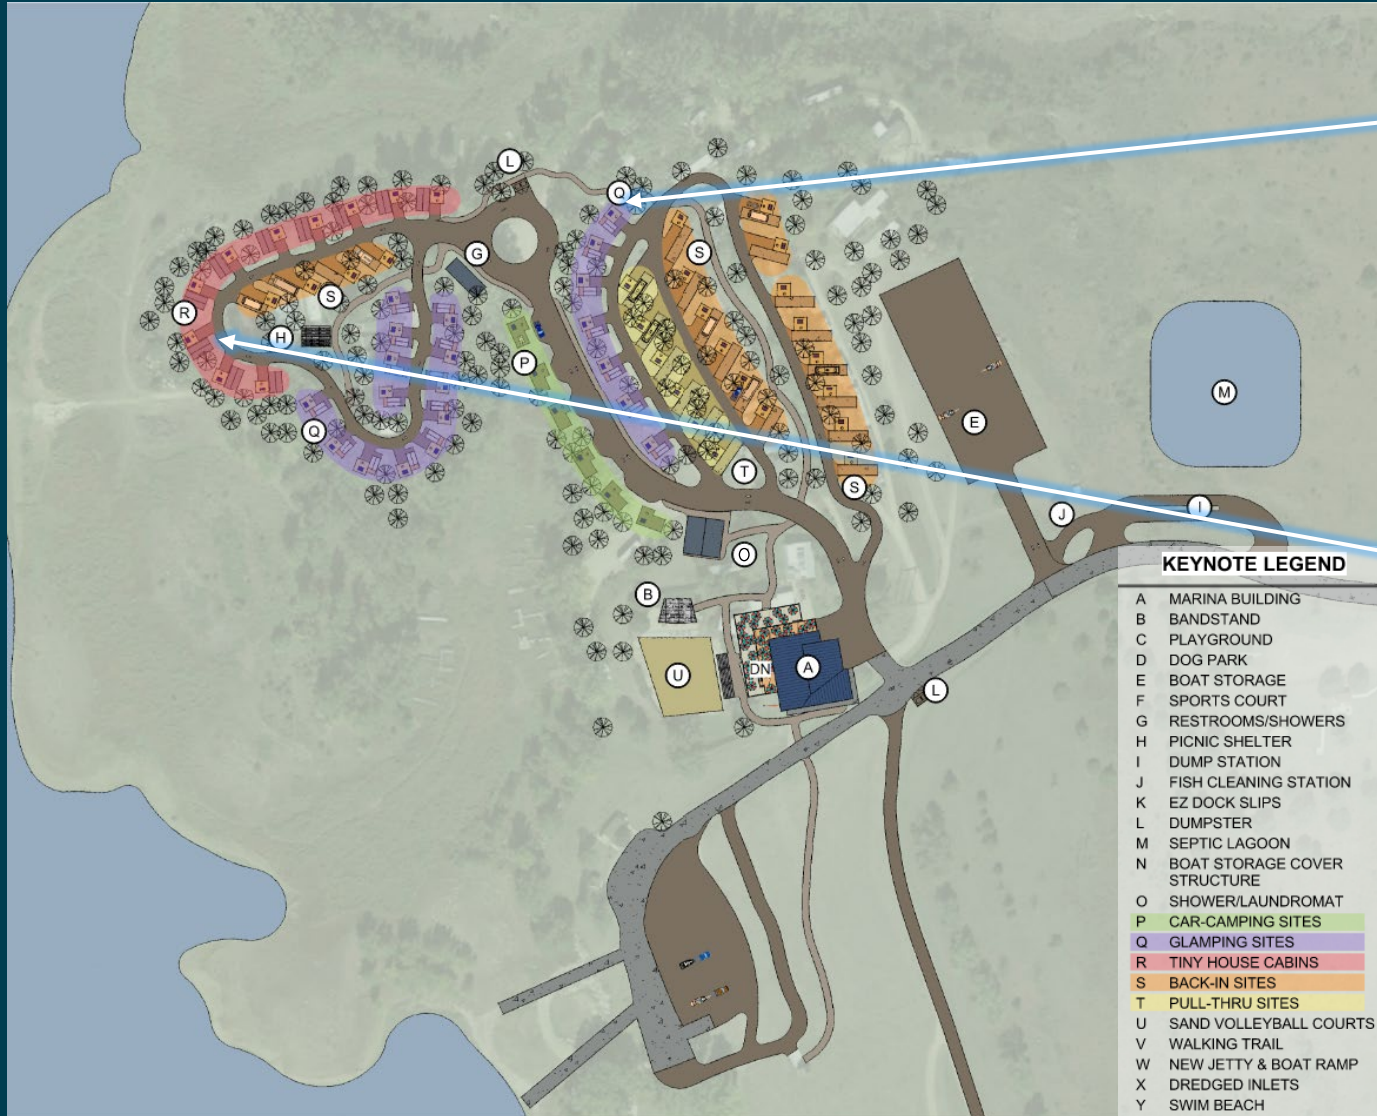 L
Q
S
G
S
R
H
P
Q
T
S
E
M
J
I
O
B
U
DN
A
L
KEYNOTE LEGEND
A MARINA BUILDING
B BANDSTAND
C PLAYGROUND
D DOG PARK
E BOAT STORAGE
F SPORTS COURT
G RESTROOMS/SHOWERS
H PICNIC SHELTER
I DUMP STATION
J FISH CLEANING STATION
K EZ DOCK SLIPS
L DUMPSTER
M SEPTIC LAGOON
N BOAT STORAGE COVER
STRUCTURE
O SHOWER/LAUNDROMAT
P CAR-CAMPING SITES
Q GLAMPING SITES
R TINY HOUSE CABINS
S BACK-IN SITES
T PULL-THRU SITES
U SAND VOLLEYBALL COURTS
V WALKING TRAIL
W NEW JETTY & BOAT RAMP
X DREDGED INLETS
Y SWIM BEACH